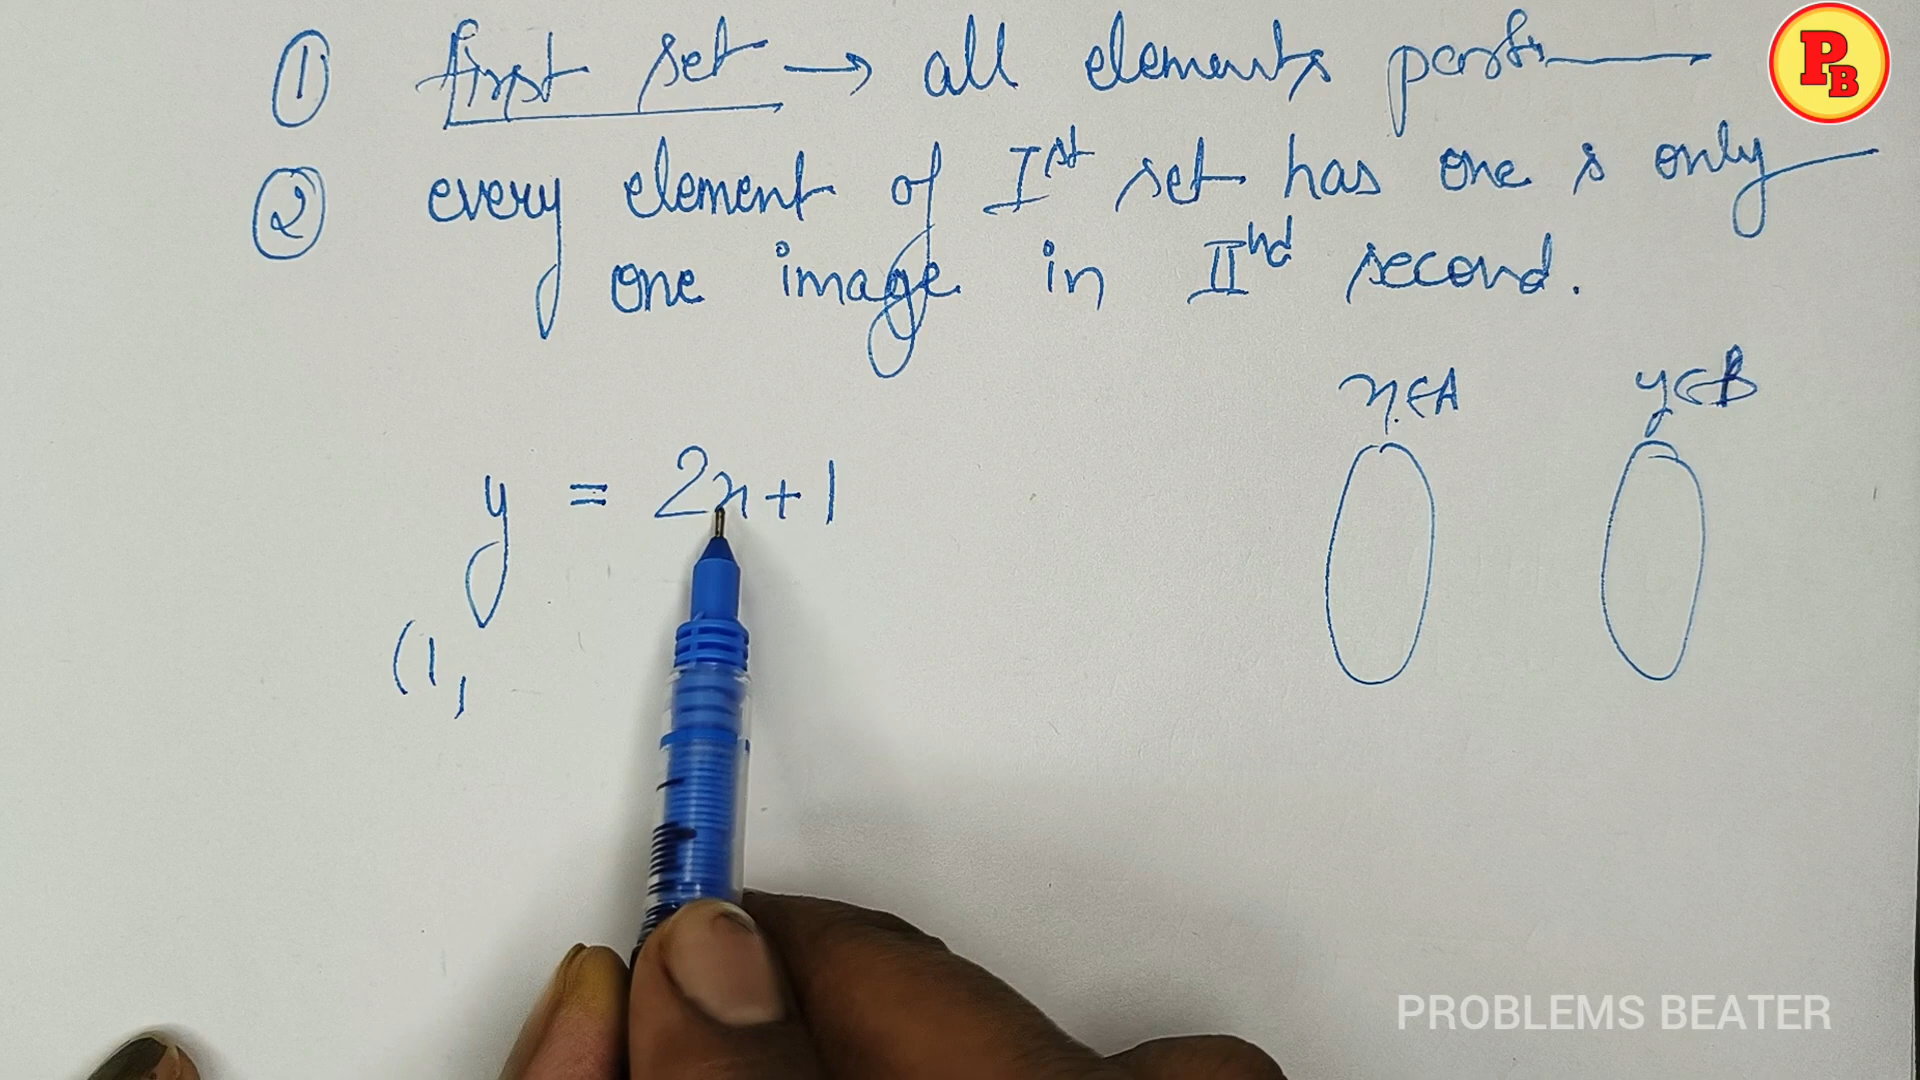 ① first set → all elements parti
② every element of Ist set has one & only
one image in IInd second.
x ∈ A y ∈ B
y = 2x + 1
(1,
PB
PROBLEMS BEATER